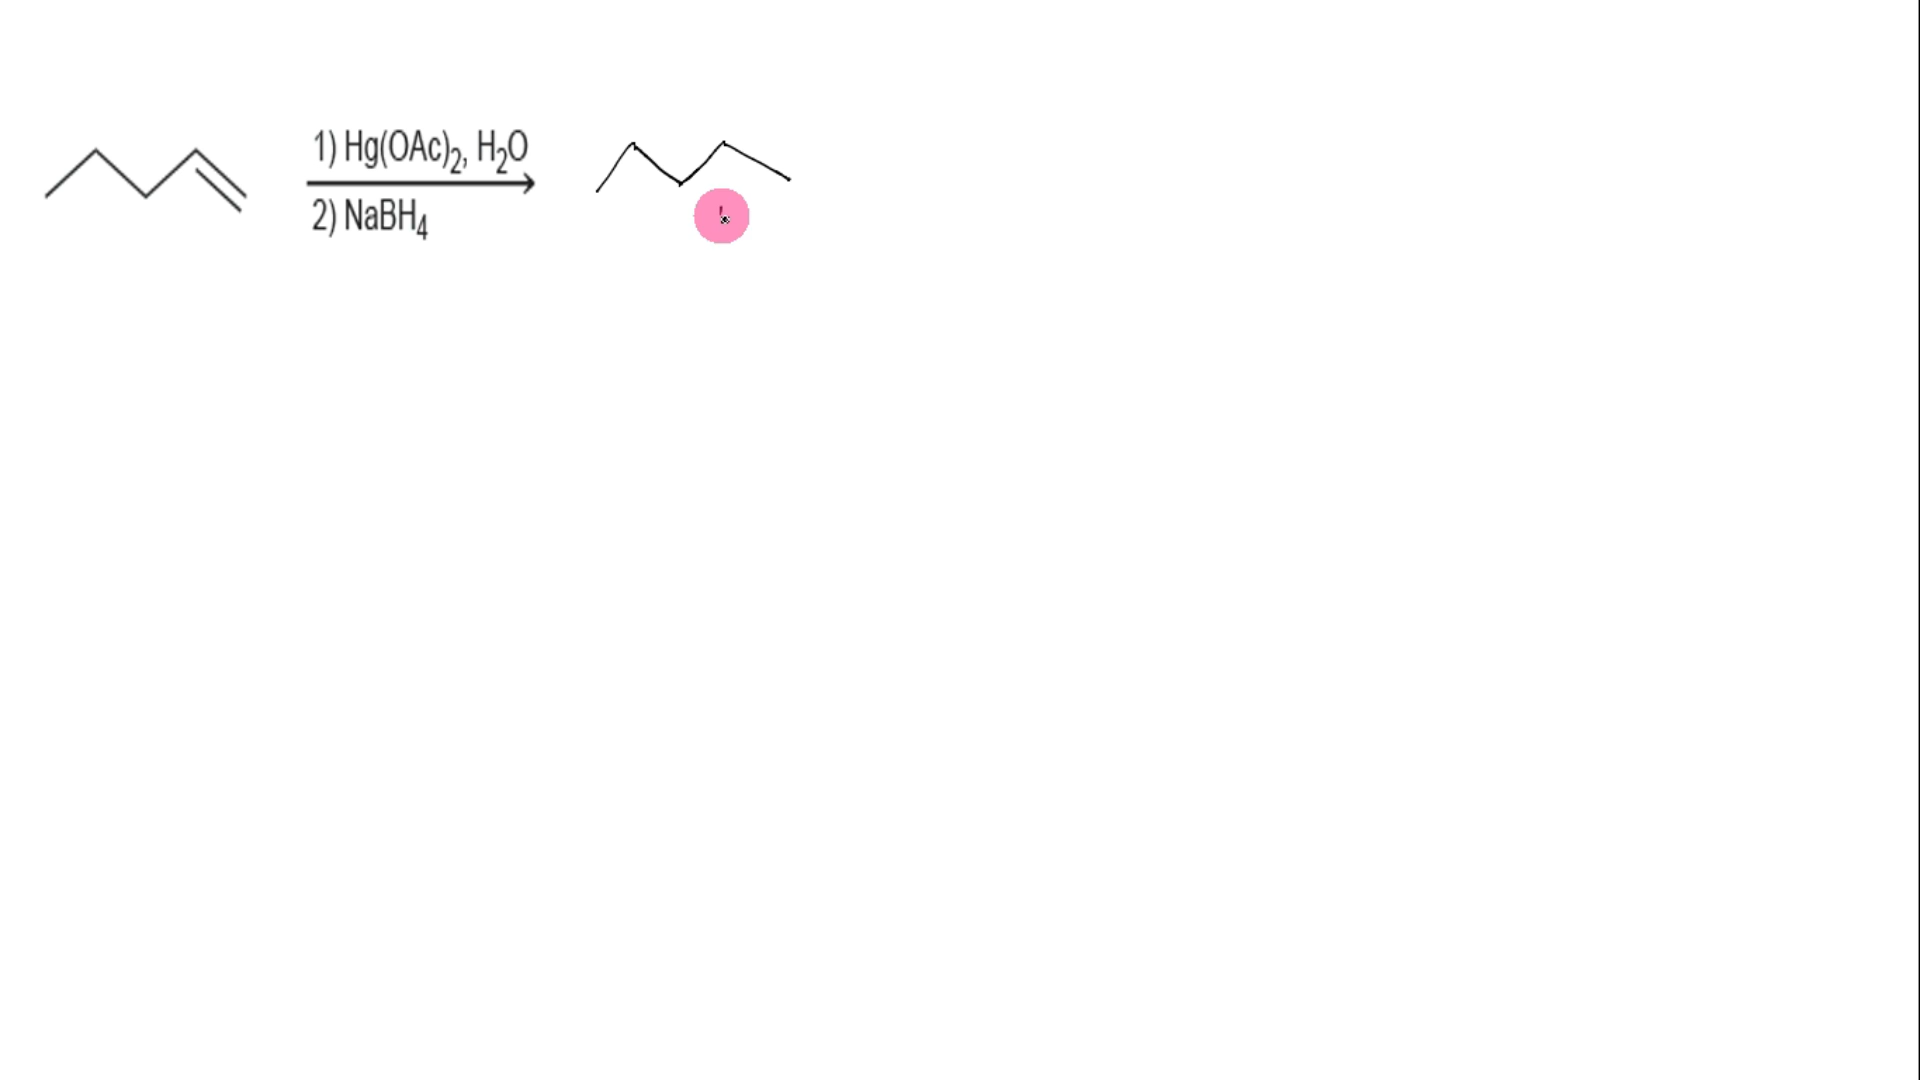 1) Hg(OAc)₂, H₂O
2) NaBH₄